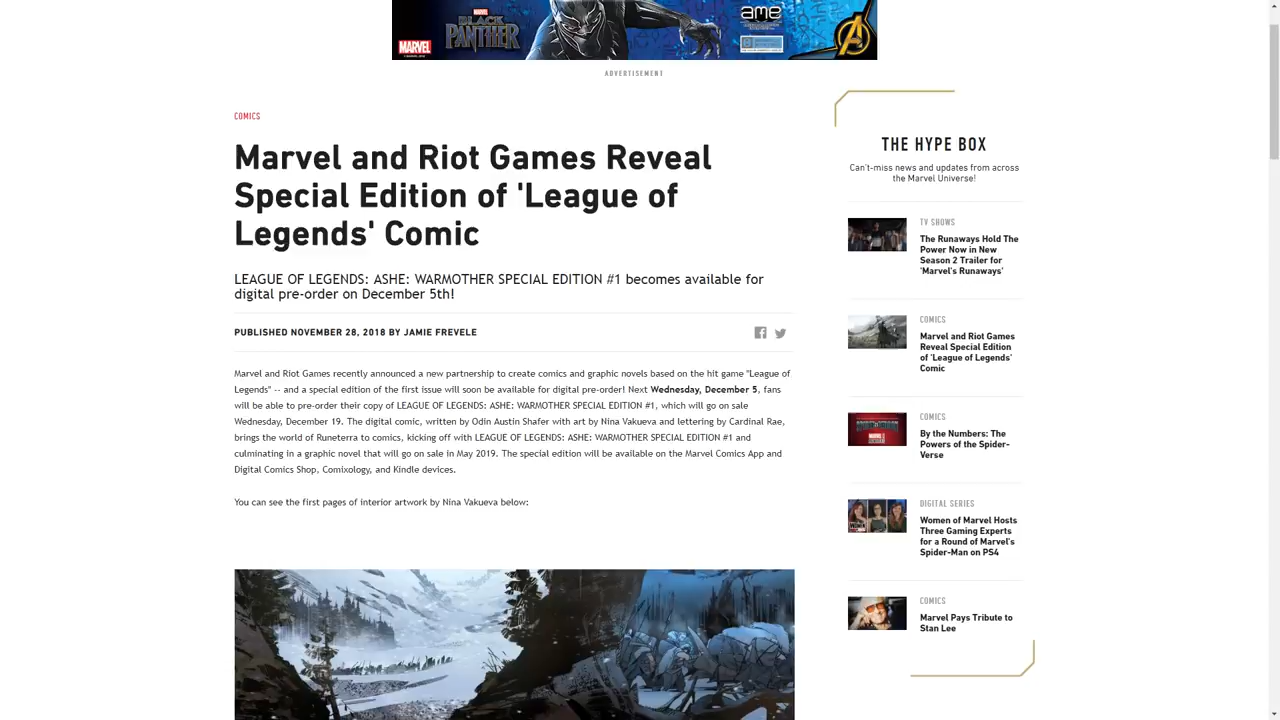 MARVEL
BLACK
PANTHER
MARVEL
ame
ADVERTISEMENT
COMICS
Marvel and Riot Games Reveal
Special Edition of 'League of
Legends' Comic
LEAGUE OF LEGENDS: ASHE: WARMOTHER SPECIAL EDITION #1 becomes available for
digital pre-order on December 5th!
PUBLISHED NOVEMBER 28, 2018 BY JAMIE FREVELE
Marvel and Riot Games recently announced a new partnership to create comics and graphic novels based on the hit game "League of
Legends" -- and a special edition of the first issue will soon be available for digital pre-order! Next Wednesday, December 5, fans
will be able to pre-order their copy of LEAGUE OF LEGENDS: ASHE: WARMOTHER SPECIAL EDITION #1, which will go on sale
Wednesday, December 19. The digital comic, written by Odin Austin Shafer with art by Nina Vakueva and lettering by Cardinal Rae,
brings the world of Runeterra to comics, kicking off with LEAGUE OF LEGENDS: ASHE: WARMOTHER SPECIAL EDITION #1 and
culminating in a graphic novel that will go on sale in May 2019. The special edition will be available on the Marvel Comics App and
Digital Comics Shop, Comixology, and Kindle devices.
You can see the first pages of interior artwork by Nina Vakueva below:
THE HYPE BOX
Can't-miss news and updates from across
the Marvel Universe!
TV SHOWS
The Runaways Hold The
Power Now in New
Season 2 Trailer for
'Marvel's Runaways'
COMICS
Marvel and Riot Games
Reveal Special Edition
of 'League of Legends'
Comic
COMICS
By the Numbers: The
Powers of the Spider-
Verse
DIGITAL SERIES
Women of Marvel Hosts
Three Gaming Experts
for a Round of Marvel's
Spider-Man on PS4
COMICS
Marvel Pays Tribute to
Stan Lee